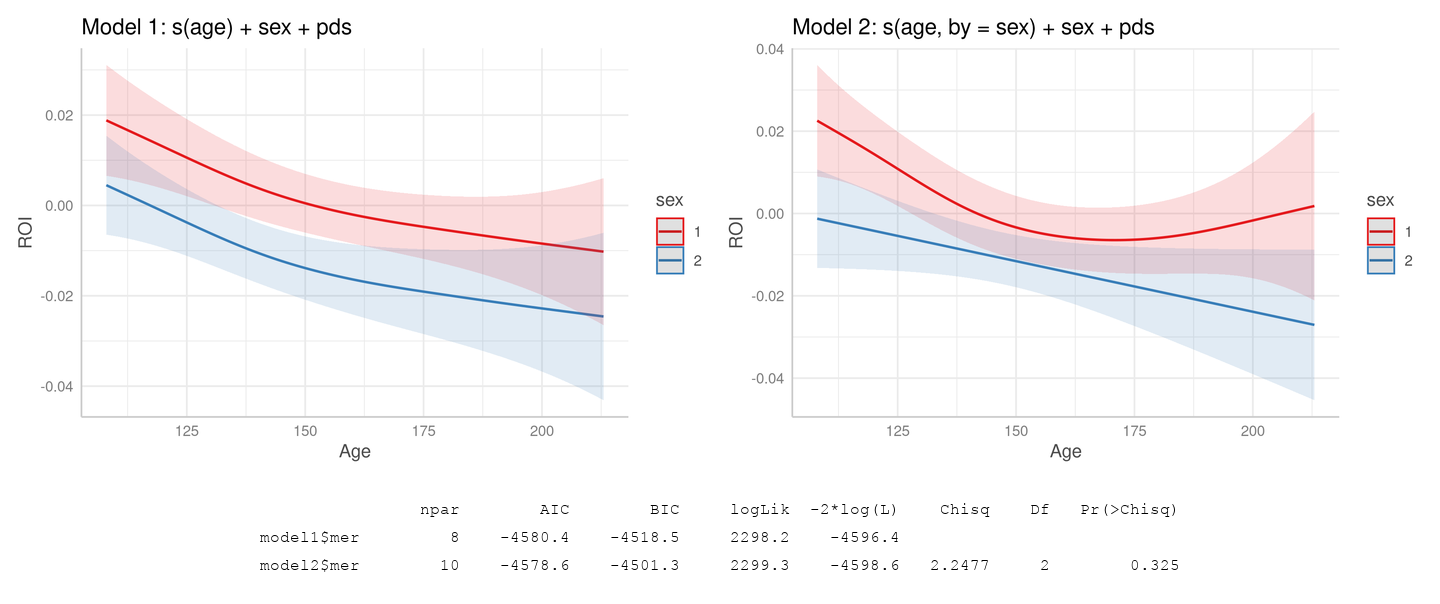 Model 1: s(age) + sex + pds
0.02
0.00
-0.02
-0.04
ROI
125 150 175 200
Age
sex
1
2
Model 2: s(age, by = sex) + sex + pds
0.04
0.02
0.00
-0.02
-0.04
ROI
125 150 175 200
Age
sex
1
2
npar AIC BIC logLik -2*log(L) Chisq Df Pr(>Chisq)
model1$mer 8 -4580.4 -4518.5 2298.2 -4596.4
model2$mer 10 -4578.6 -4501.3 2299.3 -4598.6 2.2477 2 0.325